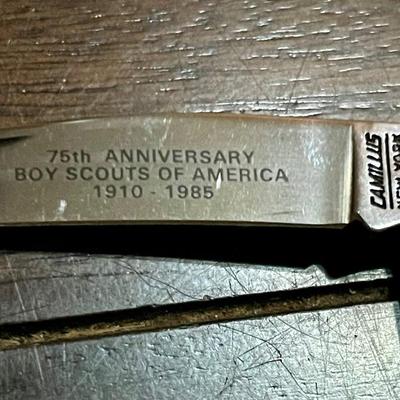 75th ANNIVERSARY
BOY SCOUTS OF AMERICA
1910 - 1985
CAMILLUS